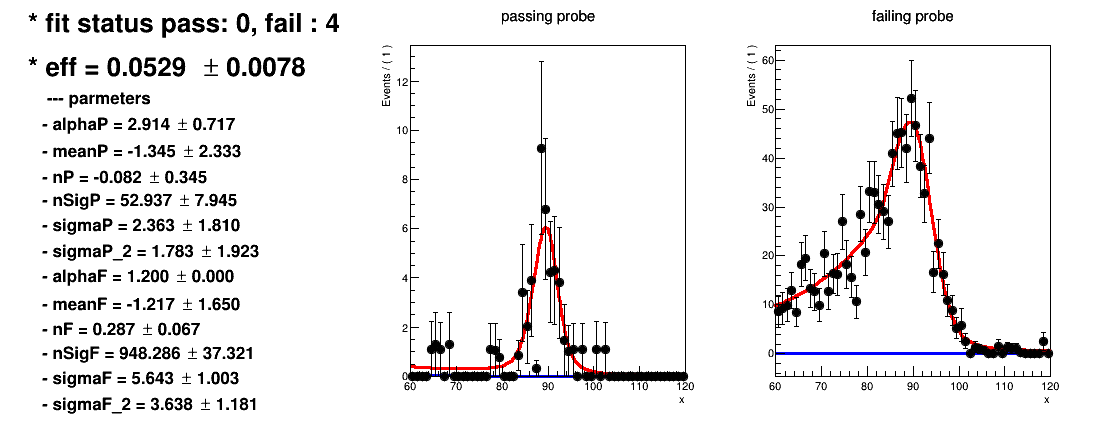 * fit status pass: 0, fail : 4
* eff = 0.0529 ± 0.0078
--- parmeters
- alphaP = 2.914 ± 0.717
- meanP = -1.345 ± 2.333
- nP = -0.082 ± 0.345
- nSigP = 52.937 ± 7.945
- sigmaP = 2.363 ± 1.810
- sigmaP_2 = 1.783 ± 1.923
- alphaF = 1.200 ± 0.000
- meanF = -1.217 ± 1.650
- nF = 0.287 ± 0.067
- nSigF = 948.286 ± 37.321
- sigmaF = 5.643 ± 1.003
- sigmaF_2 = 3.638 ± 1.181
passing probe
Events / ( 1 )
12
10
8
6
4
2
0
60 70 80 90 100 110 120
x
failing probe
Events / ( 1 )
60
50
40
30
20
10
0
60 70 80 90 100 110 120
x